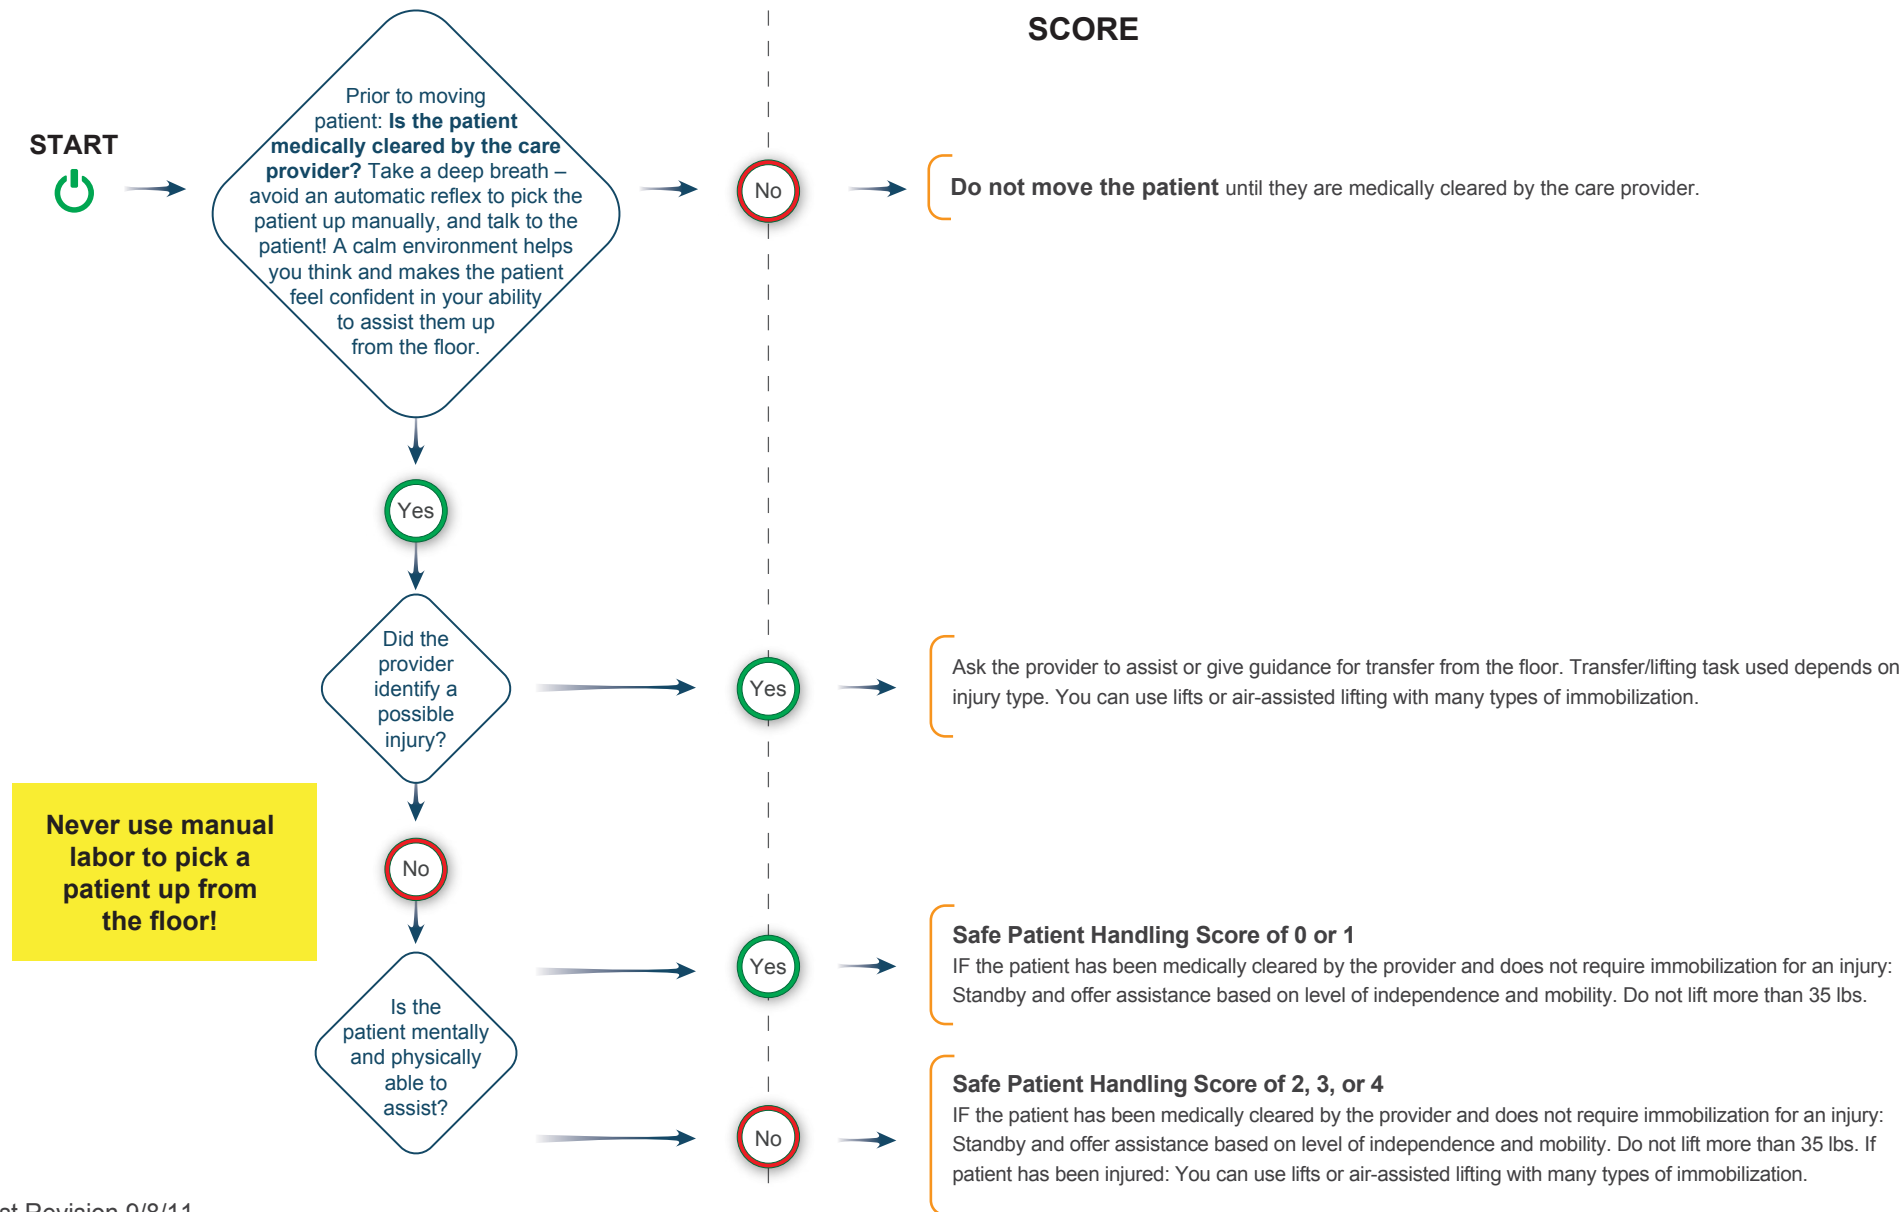 SCORE
START
Prior to moving
patient: Is the patient
medically cleared by the care
provider? Take a deep breath –
avoid an automatic reflex to pick the
patient up manually, and talk to the
patient! A calm environment helps
you think and makes the patient
feel confident in your ability
to assist them up
from the floor.
No
Do not move the patient until they are medically cleared by the care provider.
Yes
Did the
provider
identify a
possible
injury?
Yes
Ask the provider to assist or give guidance for transfer from the floor. Transfer/lifting task used depends on
injury type. You can use lifts or air-assisted lifting with many types of immobilization.
Never use manual
labor to pick a
patient up from
the floor!
No
Is the
patient mentally
and physically
able to
assist?
Yes
Safe Patient Handling Score of 0 or 1
IF the patient has been medically cleared by the provider and does not require immobilization for an injury:
Standby and offer assistance based on level of independence and mobility. Do not lift more than 35 lbs.
No
Safe Patient Handling Score of 2, 3, or 4
IF the patient has been medically cleared by the provider and does not require immobilization for an injury:
Standby and offer assistance based on level of independence and mobility. Do not lift more than 35 lbs. If
patient has been injured: You can use lifts or air-assisted lifting with many types of immobilization.
Revision 9/8/11